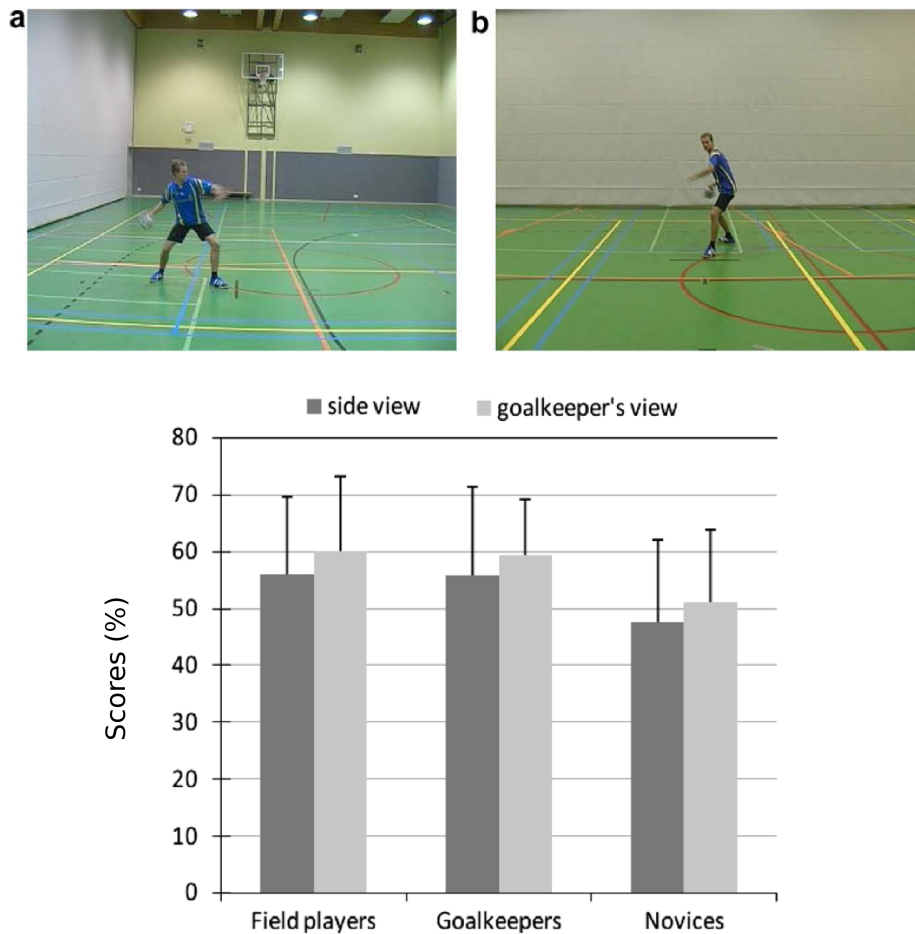 a
b
side view
goalkeeper's view
80
70
60
50
40
30
20
10
0
Scores (%)
Field players
Goalkeepers
Novices